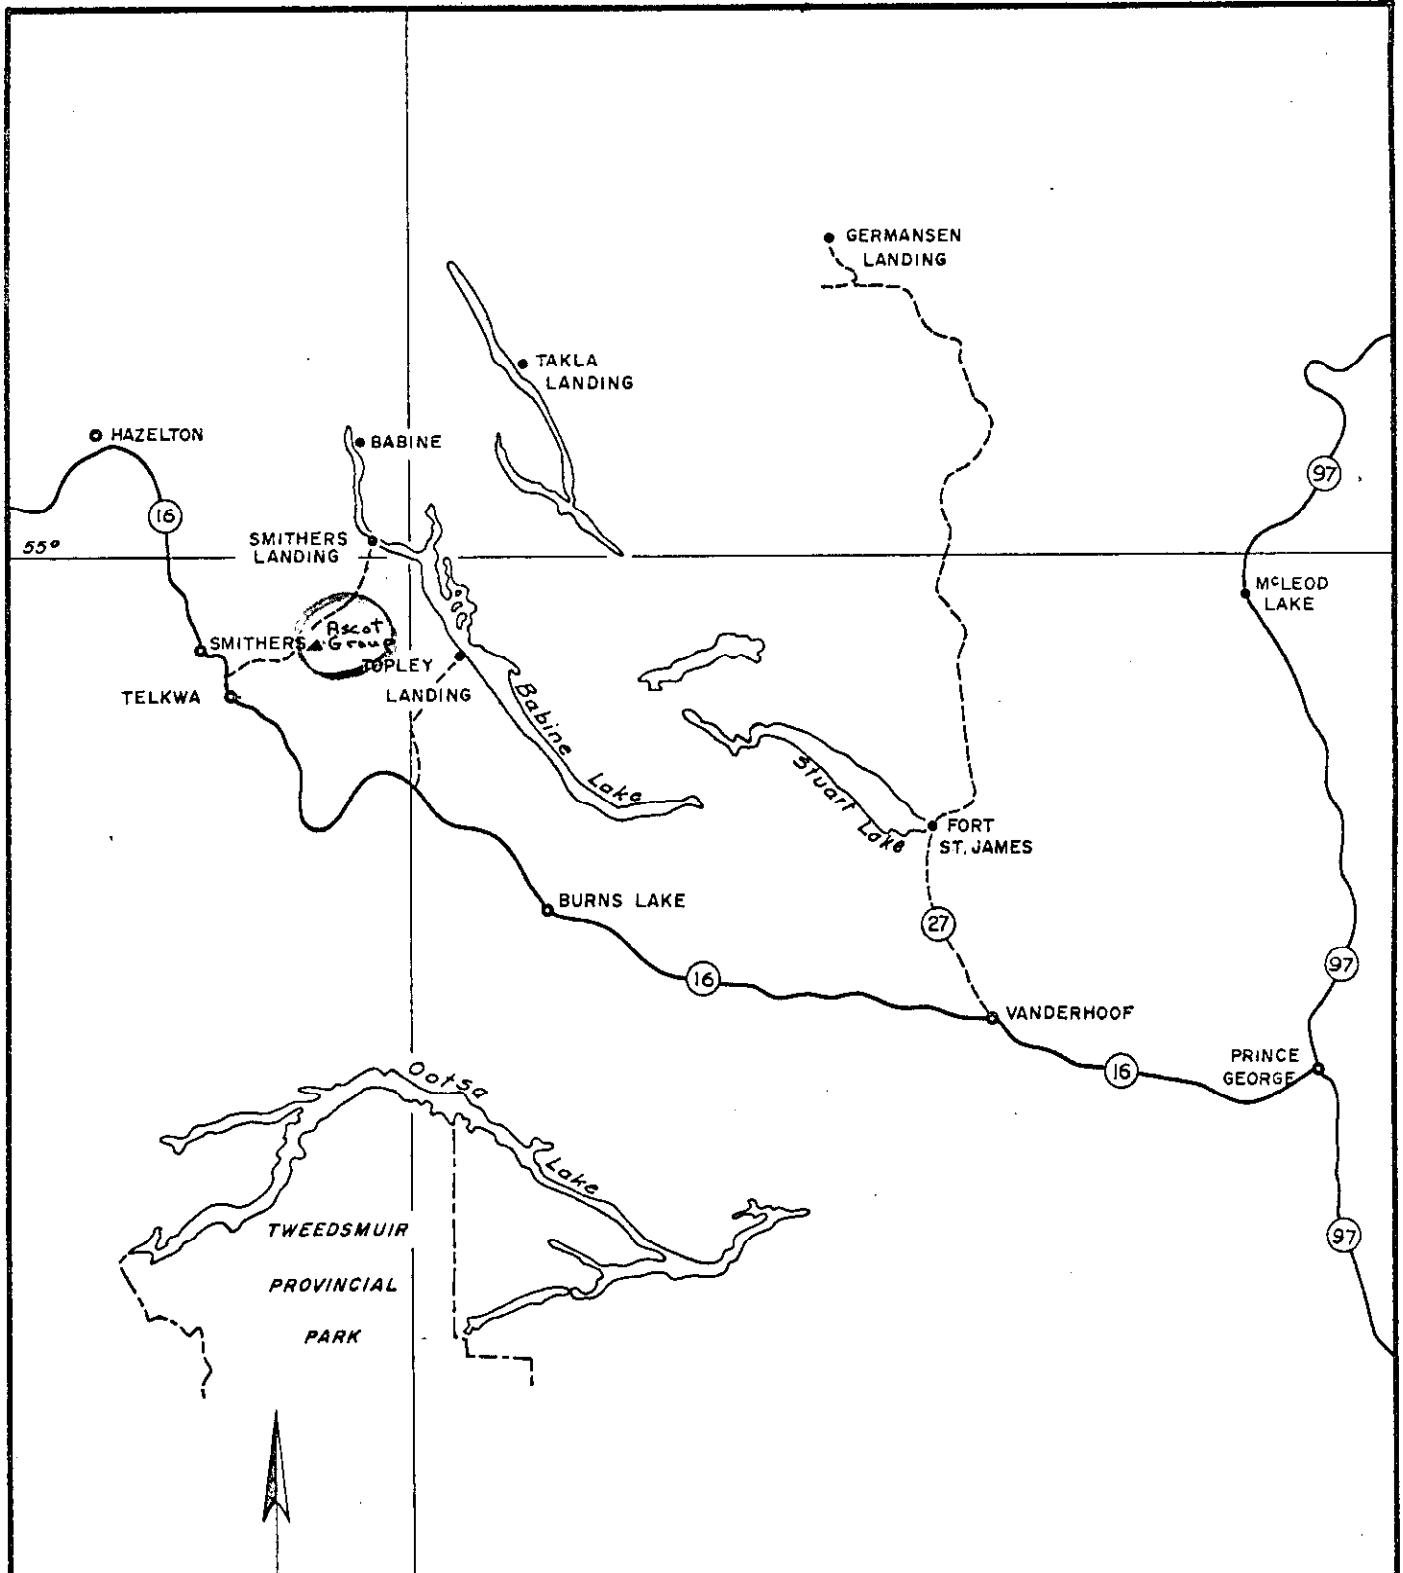 GERMANSEN
LANDING
TAKLA
LANDING
HAZELTON
BABINE
97
16
SMITHERS
LANDING
55°
McLEOD
LAKE
Ascot
Group
SMITHERS
TOPLEY
LANDING
TELKWA
Babine
Lake
Stuart
Lake
FORT
ST. JAMES
BURNS LAKE
27
16
97
VANDERHOOF
PRINCE
GEORGE
16
Ootsa
Lake
TWEEDSMUIR
PROVINCIAL
PARK
97